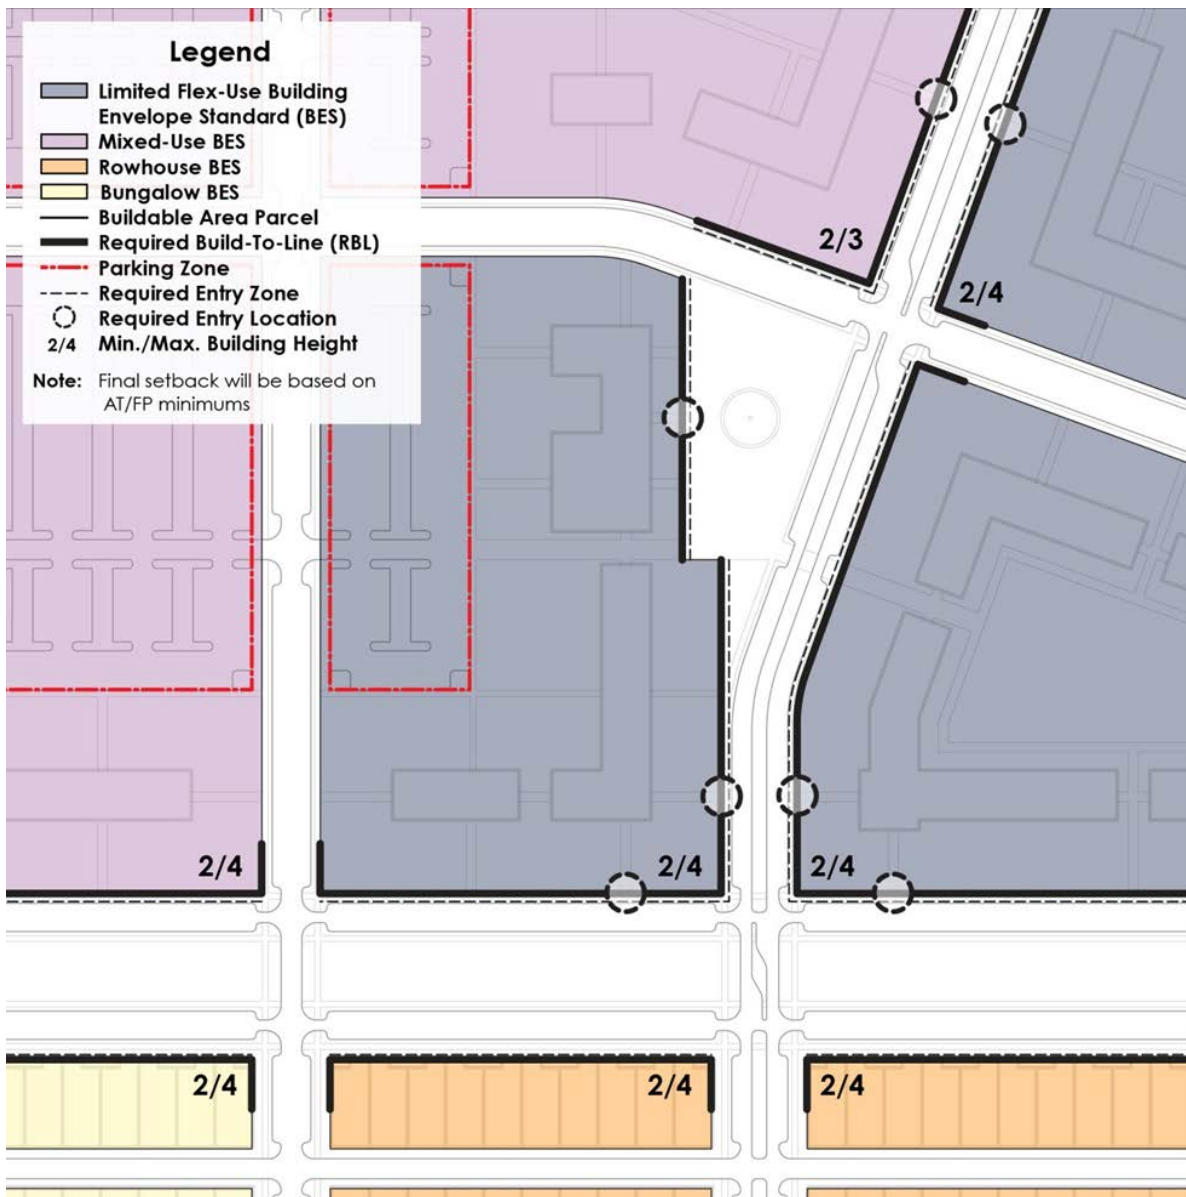 Legend
Limited Flex-Use Building
Envelope Standard (BES)
Mixed-Use BES
Rowhouse BES
Bungalow BES
Buildable Area Parcel
Required Build-To-Line (RBL)
Parking Zone
Required Entry Zone
Required Entry Location
2/4 Min./Max. Building Height
Note: Final setback will be based on
AT/FP minimums
2/3
2/4
2/4
2/4
2/4
2/4
2/4
2/4